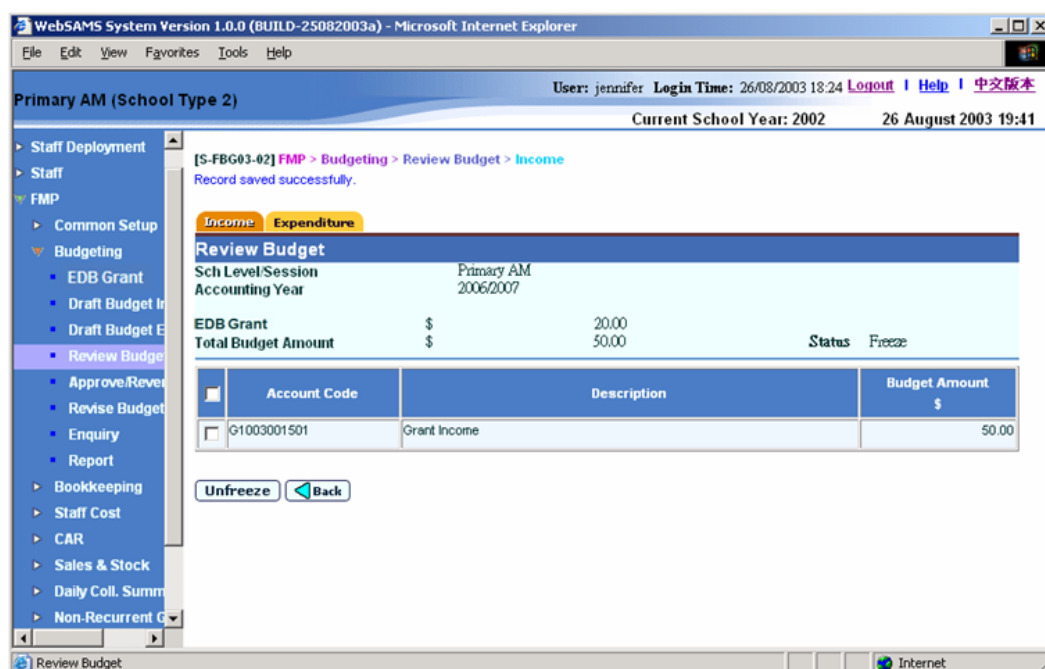 WebSAMS System Version 1.0.0 (BUILD-25082003a) - Microsoft Internet Explorer
File Edit View Favorites Tools Help
User: jennifer Login Time: 26/08/2003 18:24 Logout | Help | 中文版本
Primary AM (School Type 2)
Current School Year: 2002 26 August 2003 19:41
Staff Deployment
Staff
FMP
Common Setup
Budgeting
EDB Grant
Draft Budget In
Draft Budget E
Review Budge
Approve/Rever
Revise Budget
Enquiry
Report
Bookkeeping
Staff Cost
CAR
Sales & Stock
Daily Coll. Summ
Non-Recurrent G
[S-FBG03-02] FMP > Budgeting > Review Budget > Income
Record saved successfully.
Income Expenditure
Review Budget
Sch Level/Session Primary AM
Accounting Year 2006/2007
EDB Grant $ 20.00
Total Budget Amount $ 50.00 Status Freeze
Account Code Description Budget Amount
$
G1003001501 Grant Income 50.00
Unfreeze Back
Review Budget Internet